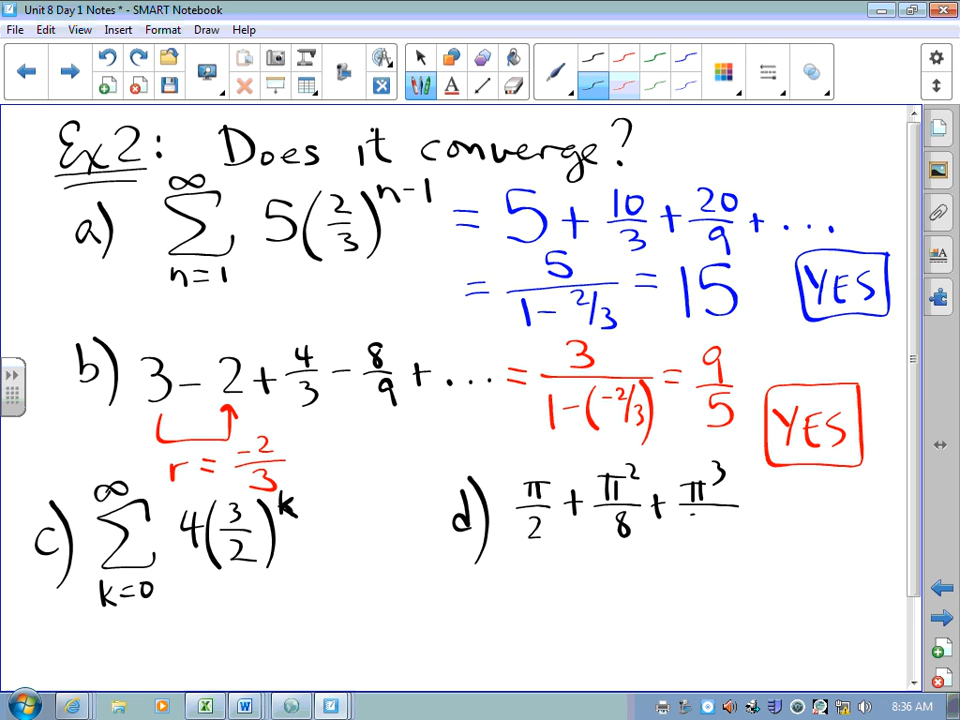 Unit 8 Day 1 Notes * - SMART Notebook
File Edit View Insert Format Draw Help
Ex2: Does it converge?
a) ∑_{n=1}^{∞} 5(2/3)^{n-1} = 5 + 10/3 + 20/9 + ...
= 5/(1 - 2/3) = 15 YES
b) 3 - 2 + 4/3 - 8/9 + ... = 3/(1-(-2/3)) = 9/5 YES
r = -2/3
c) ∑_{k=0}^{∞} 4(3/2)^k
d) π/2 + π²/8 + π³
8:36 AM